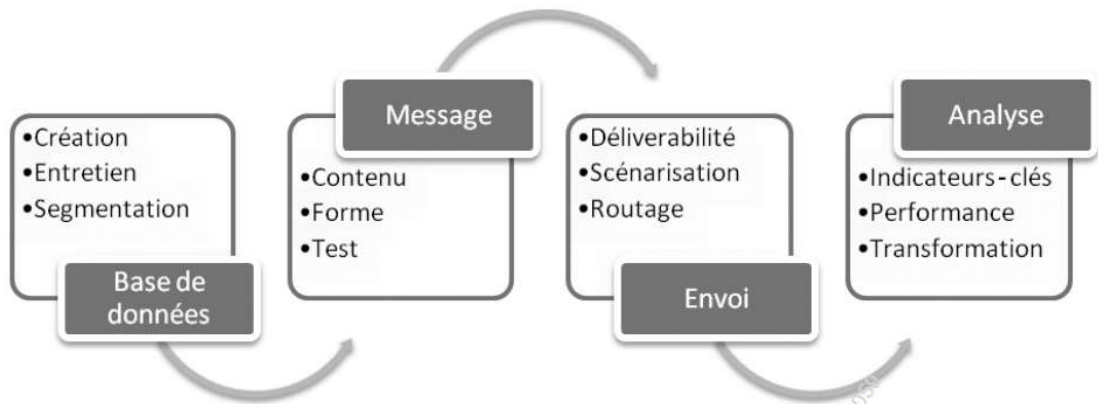 •Création
•Entretien
•Segmentation
Base de
données
Message
•Contenu
•Forme
•Test
•Déliverabilité
•Scénarisation
•Routage
Envoi
Analyse
•Indicateurs-clés
•Performance
•Transformation